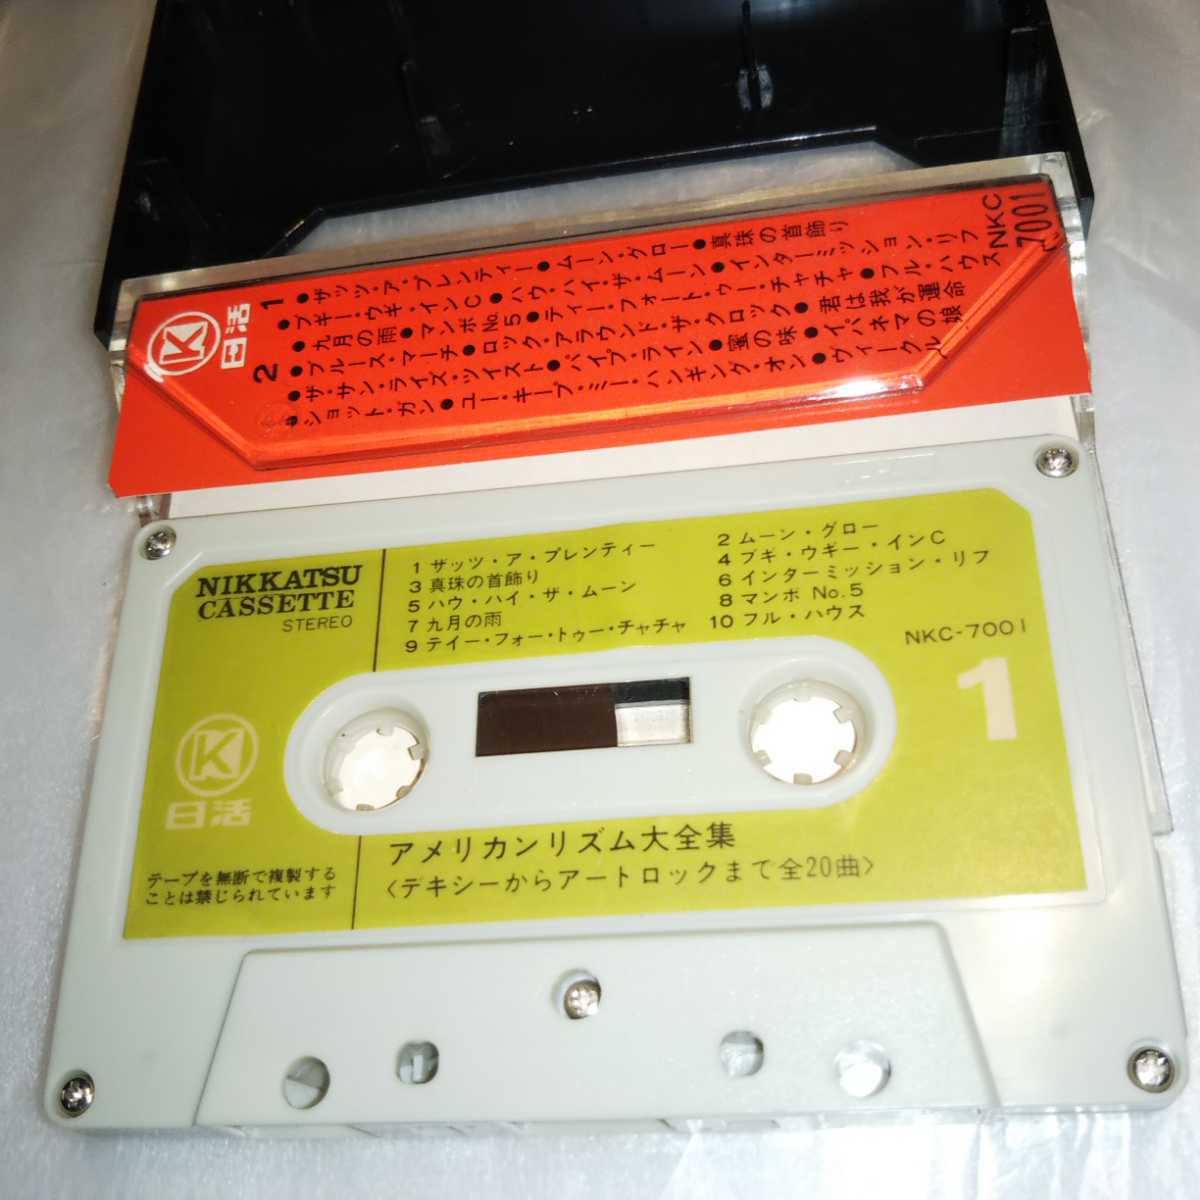 K
日活
NKC
7001
1
●ザッツ・ア・プレンティー●ムーン・グロー●真珠の首飾り
●ブギー・ウギ・インC●ハウ・ハイ・ザ・ムーン●インターミッション・リフ
●九月の雨●マンボNo.5●ティー・フォート・ゥー・チャチャ●フル・ハウス
2
●ブルース・マーチ●ロック・アラウンド・ザ・クロック●君は我が運命
●ザ・サン・ライズ・ツイスト●パイプ・ライン●蜜の味●イパネマの娘
●ショット・ガン●ユー・キープ・ミー・ハンキング・オン●ヴィークル
NIKKATSU
CASSETTE
STEREO
1 ザッツ・ア・プレンティー
2 ムーン・グロー
3 真珠の首飾り
4 ブギ・ウギー・インC
5 ハウ・ハイ・ザ・ムーン
6 インターミッション・リフ
7 九月の雨
8 マンボ No.5
9 テイー・フォー・トゥー・チャチャ
10 フル・ハウス
NKC-7001
1
K
日活
テープを無断で複製する
ことは禁じられています
アメリカンリズム大全集
〈デキシーからアートロックまで全20曲〉